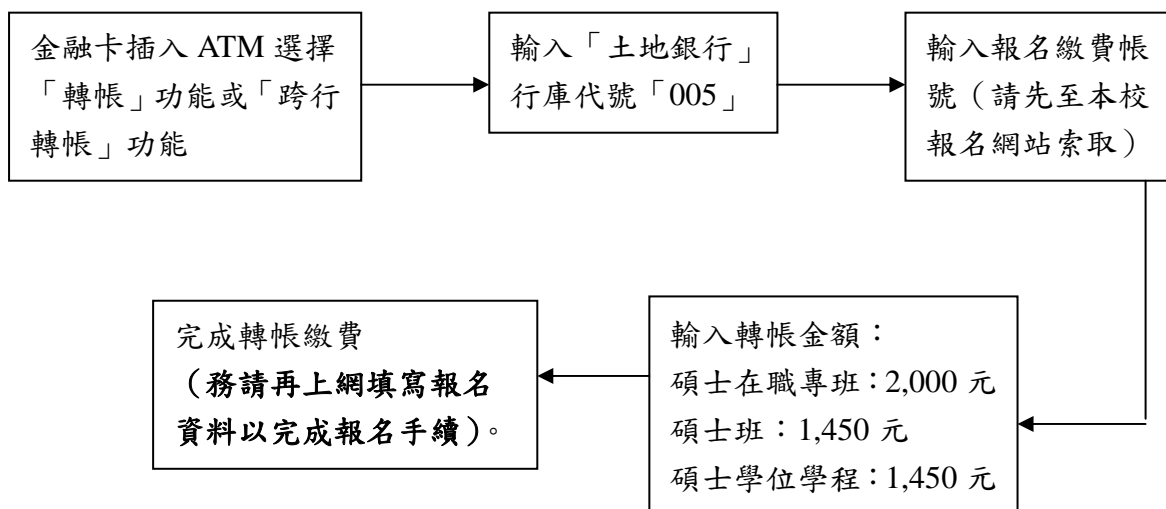 金融卡插入 ATM 選擇
「轉帳」功能或「跨行
轉帳」功能
輸入「土地銀行」
行庫代號「005」
輸入報名繳費帳
號（請先至本校
報名網站索取）
輸入轉帳金額：
碩士在職專班：2,000 元
碩士班：1,450 元
碩士學位學程：1,450 元
完成轉帳繳費
（務請再上網填寫報名
資料以完成報名手續）。